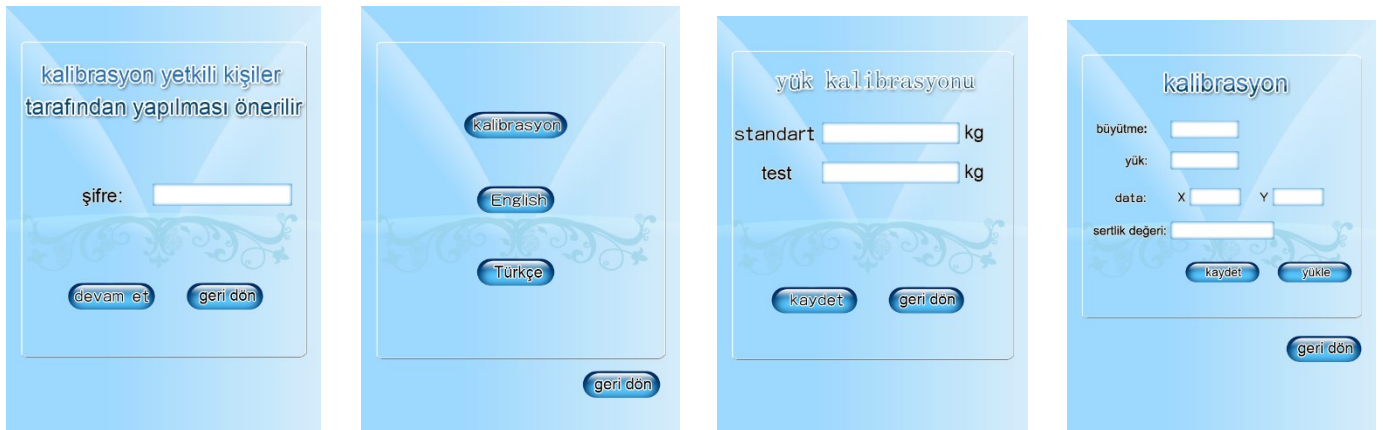 kalibrasyon yetkili kişiler
tarafından yapılması önerilir
şifre:
devam et
geri dön
kalibrasyon
English
Türkçe
geri dön
yük kalibrasyonu
standart kg
test kg
kaydet
geri dön
kalibrasyon
büyütme:
yük:
data: X Y
sertlik değeri:
kaydet
yükle
geri dön